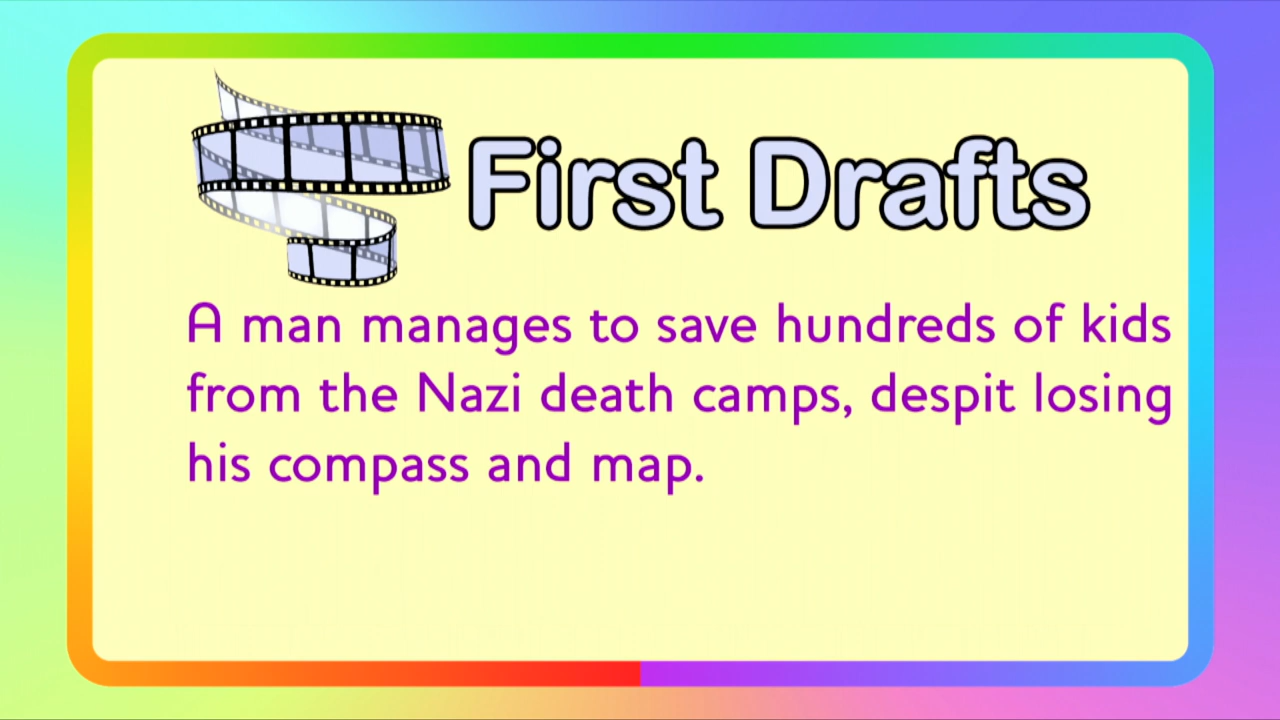 First Drafts
A man manages to save hundreds of kids
from the Nazi death camps, despit losing
his compass and map.